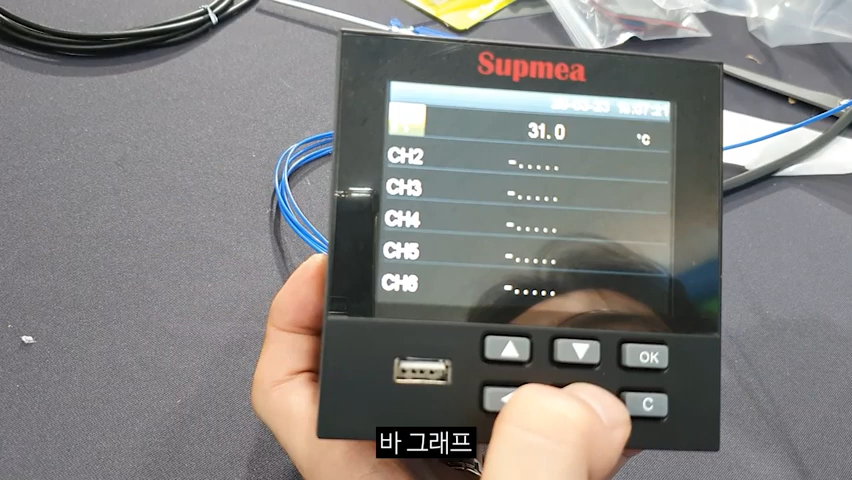 Supmea
31.0 °C
CH2 -.....
CH3 -.....
CH4 -.....
CH5 -.....
CH6 -.....
OK
C
바 그래프